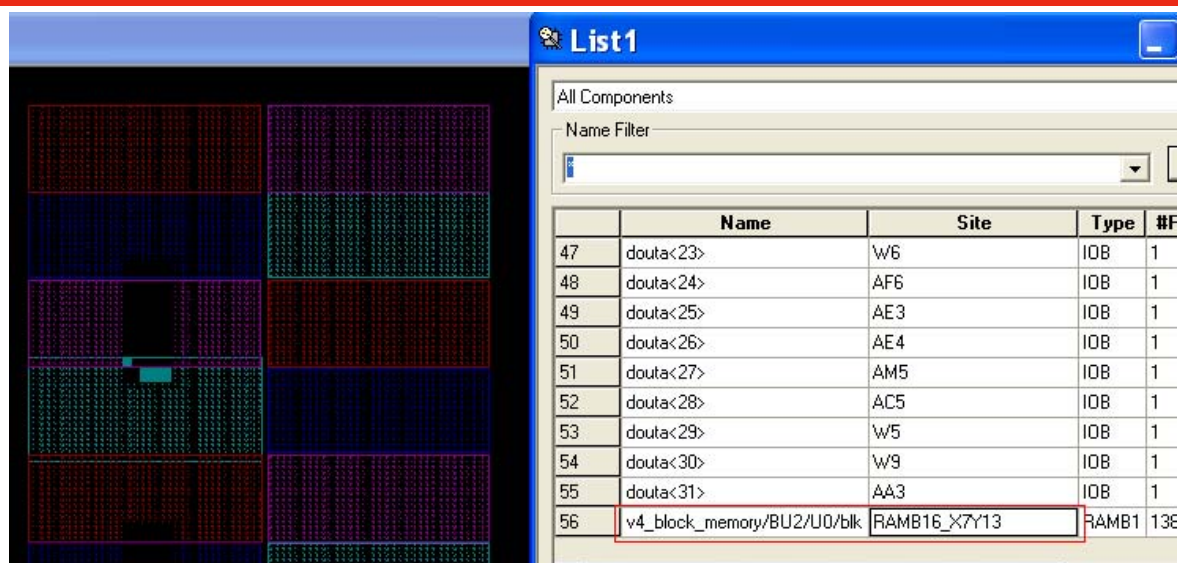 List1
All Components
Name Filter
*
Name Site Type #F
47 douta<23> W6 IOB 1
48 douta<24> AF6 IOB 1
49 douta<25> AE3 IOB 1
50 douta<26> AE4 IOB 1
51 douta<27> AM5 IOB 1
52 douta<28> AC5 IOB 1
53 douta<29> W5 IOB 1
54 douta<30> W9 IOB 1
55 douta<31> AA3 IOB 1
56 v4_block_memory/BU2/U0/blk RAMB16_X7Y13 RAMB1 138